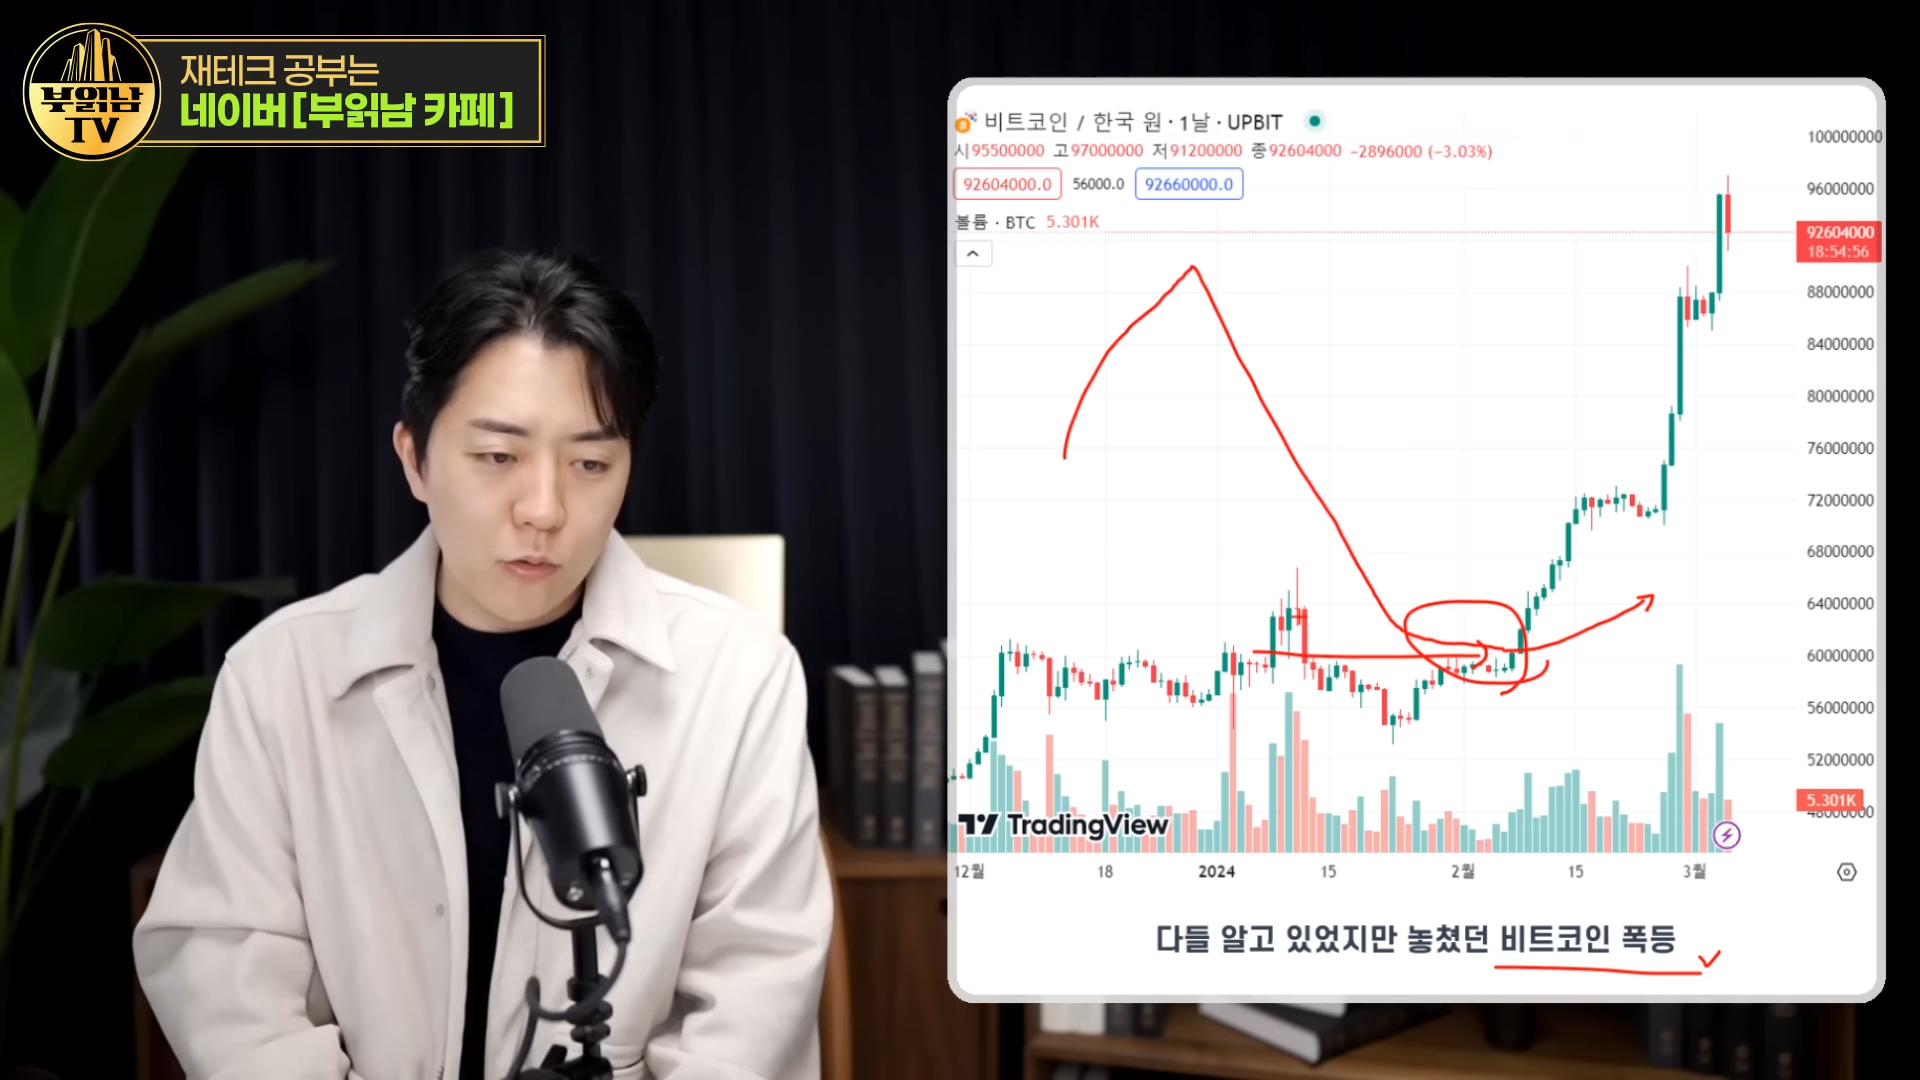 부읽남
TV
재테크 공부는
네이버 [부읽남 카페]
비트코인 / 한국 원 · 1날 · UPBIT
시95500000 고97000000 저91200000 종92604000 −2896000 (−3.03%)
92604000.0 56000.0 92660000.0
볼륨 · BTC 5.301K
100000000
96000000
92604000
18:54:56
88000000
84000000
80000000
76000000
72000000
68000000
64000000
60000000
56000000
52000000
5.301K
48000000
TradingView
12월 18 2024 15 2월 15 3월
다들 알고 있었지만 놓쳤던 비트코인 폭등